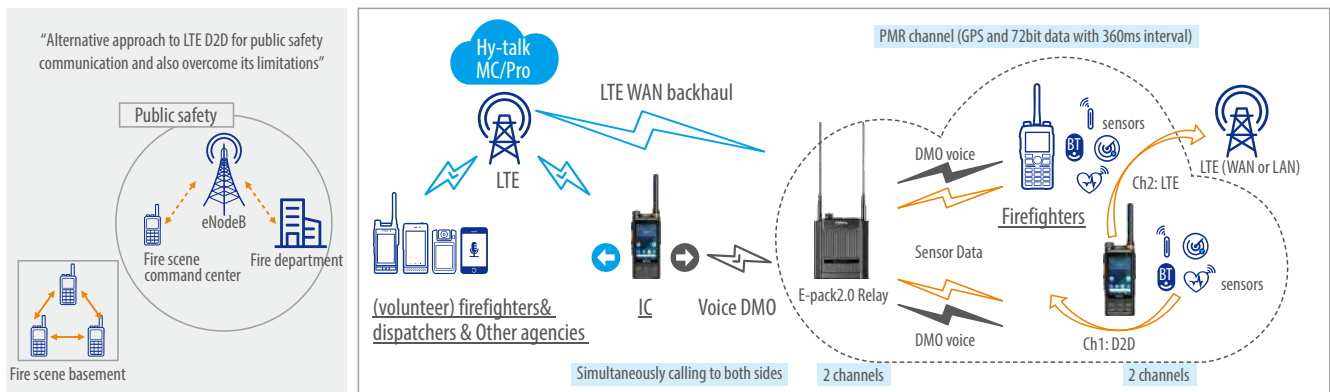 "Alternative approach to LTE D2D for public safety
communication and also overcome its limitations"
Public safety
eNodeB
Fire scene
command center
Fire department
Fire scene basement
Hy-talk
MC/Pro
LTE WAN backhaul
LTE
(volunteer) firefighters&
dispatchers & Other agencies
IC
Voice DMO
Simultaneously calling to both sides
PMR channel (GPS and 72bit data with 360ms interval)
DMO voice
BT
sensors
Firefighters
Ch2: LTE
LTE (WAN or LAN)
E-pack2.0 Relay
Sensor Data
BT
sensors
DMO voice
Ch1: D2D
2 channels
2 channels